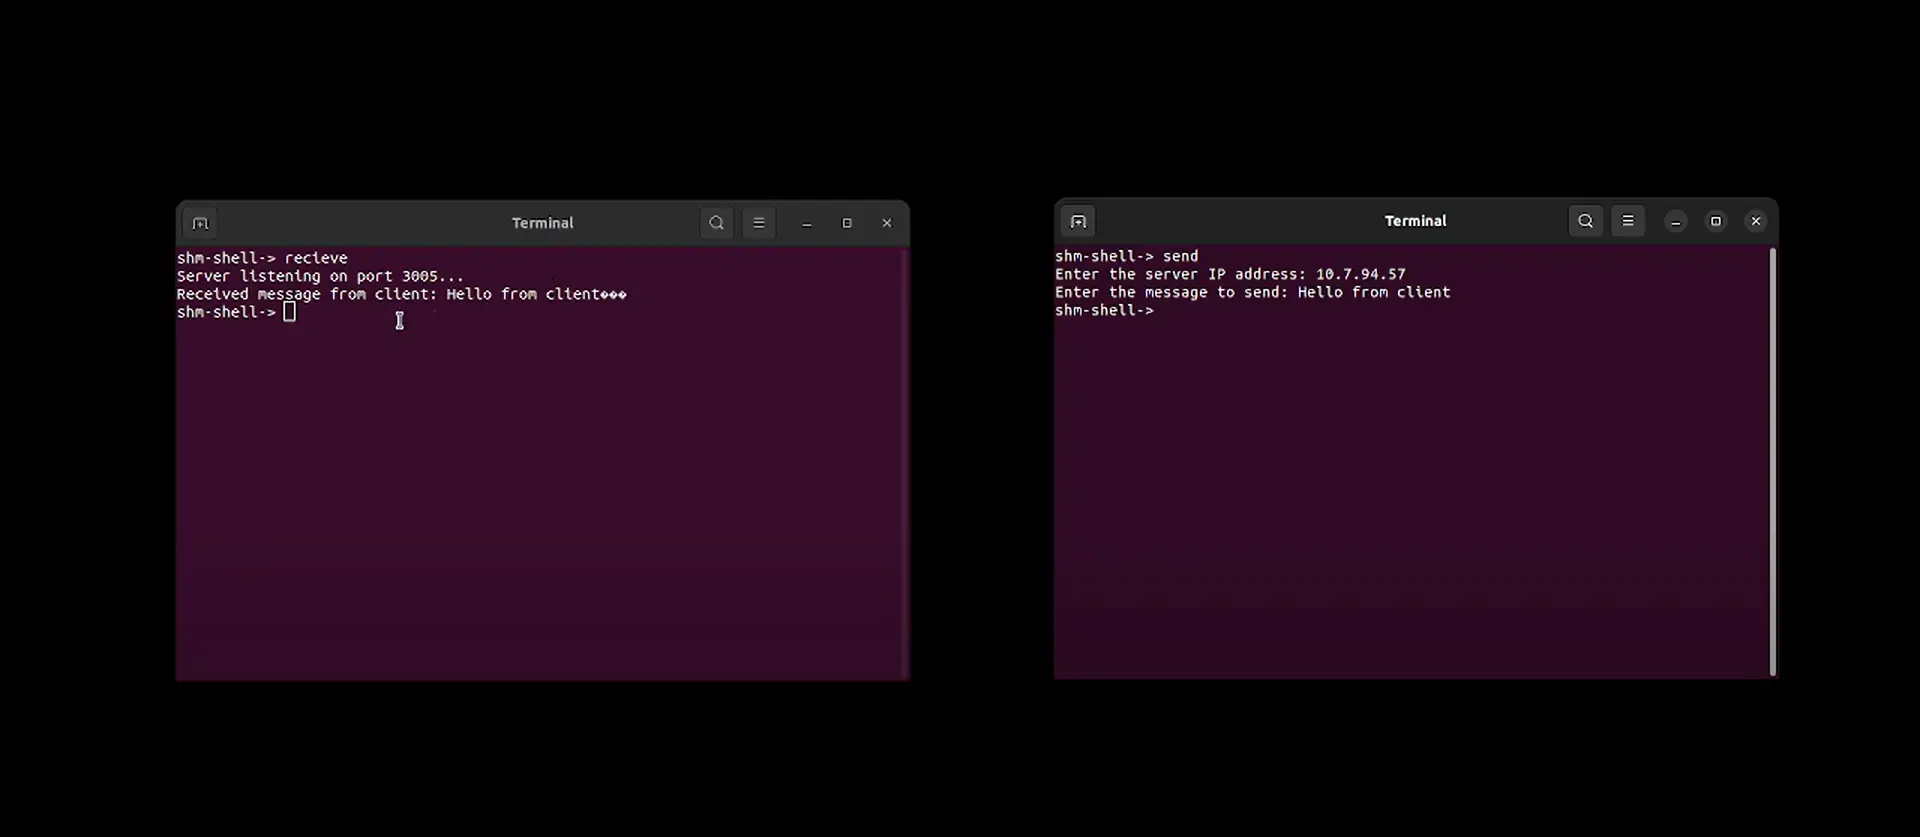 Terminal
shm-shell-> recieve
Server listening on port 3005...
Received message from client: Hello from client���
shm-shell->
Terminal
shm-shell-> send
Enter the server IP address: 10.7.94.57
Enter the message to send: Hello from client
shm-shell->